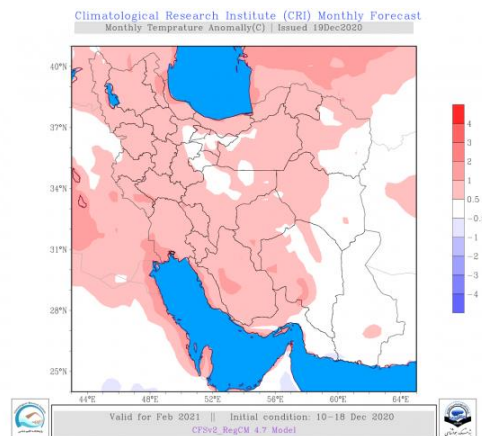 Climatological Research Institute (CRI) Monthly Forecast
Monthly Temprature Anomaly(C) | Issued 19Dec2020
40°N
37°N
34°N
31°N
28°N
25°N
44°E 48°E 52°E 56°E 60°E 64°E
4
3
2
1
0.5
-0.5
-1
-2
-3
-4
Valid for Feb 2021 || Initial condition: 10-18 Dec 2020
CFSv2_RegCM 4.7 Model